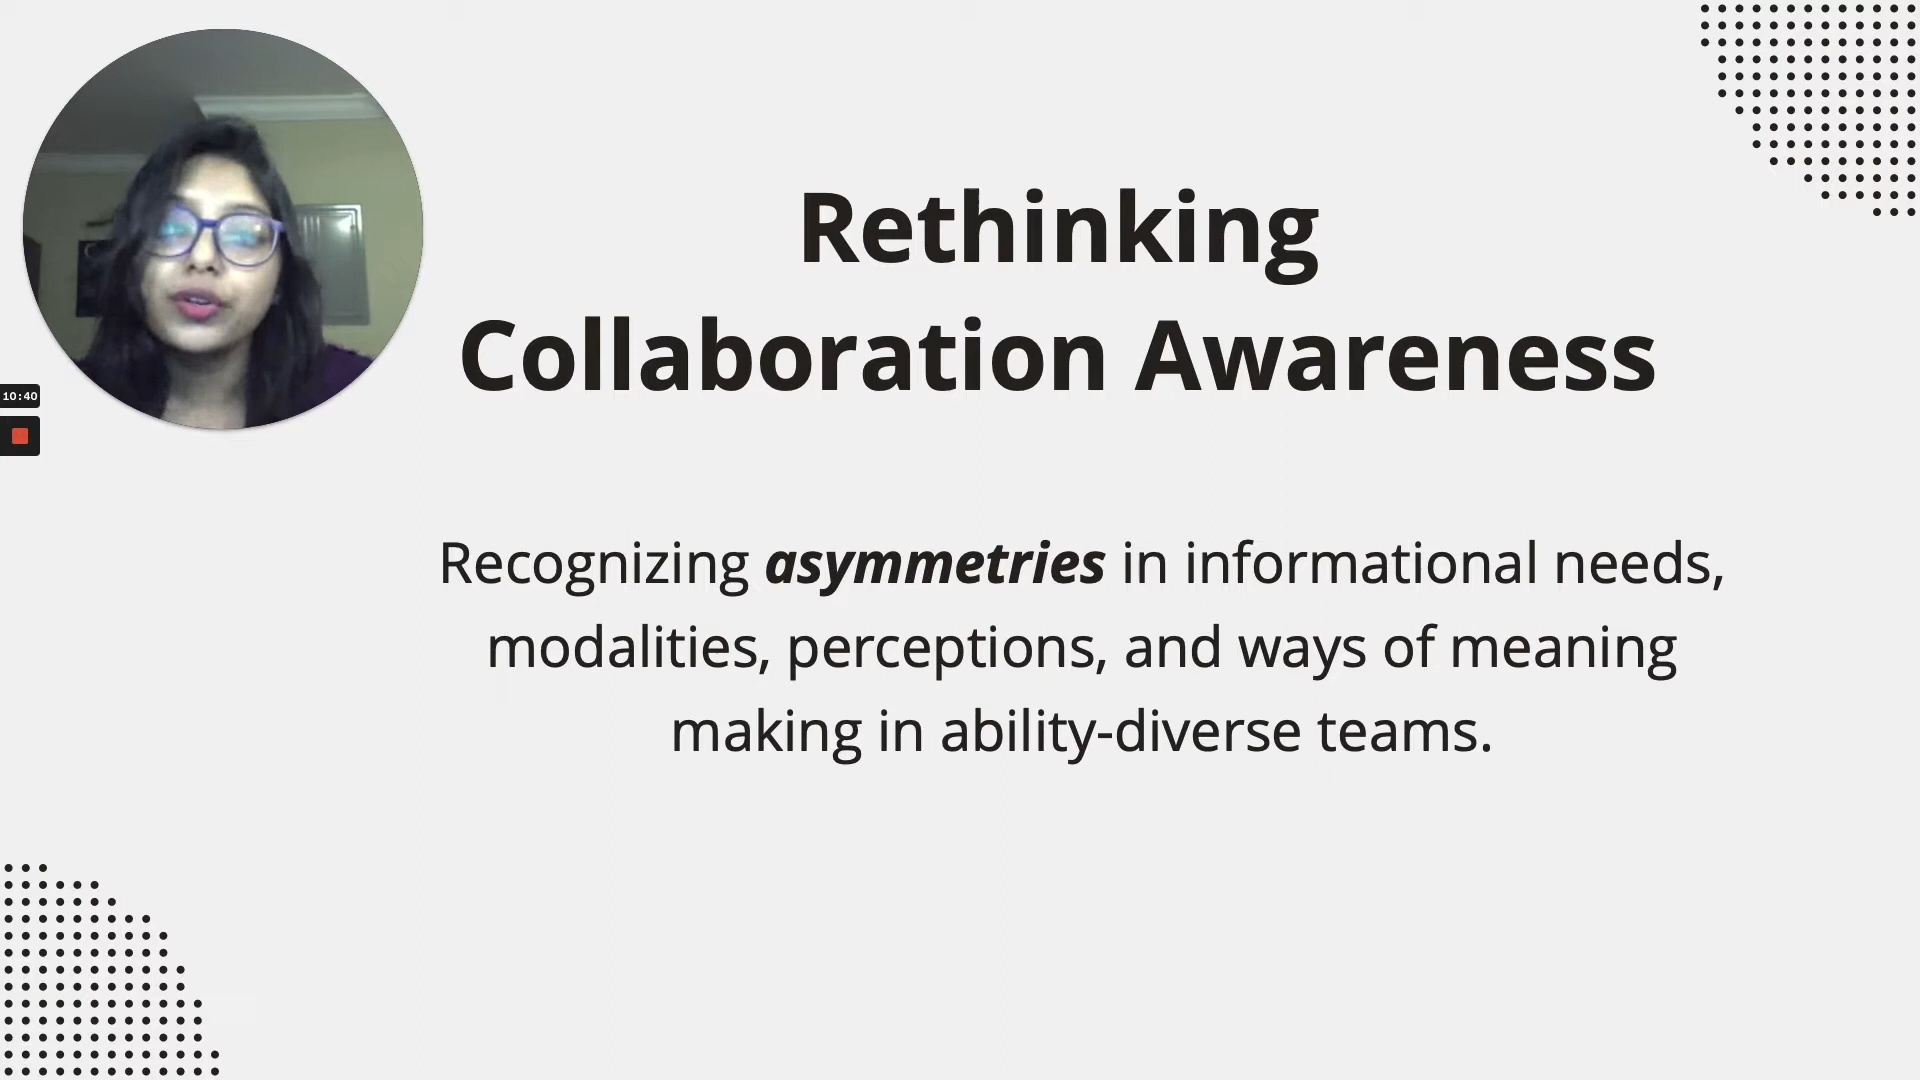 Rethinking
Collaboration Awareness
10:40
Recognizing asymmetries in informational needs,
modalities, perceptions, and ways of meaning
making in ability-diverse teams.